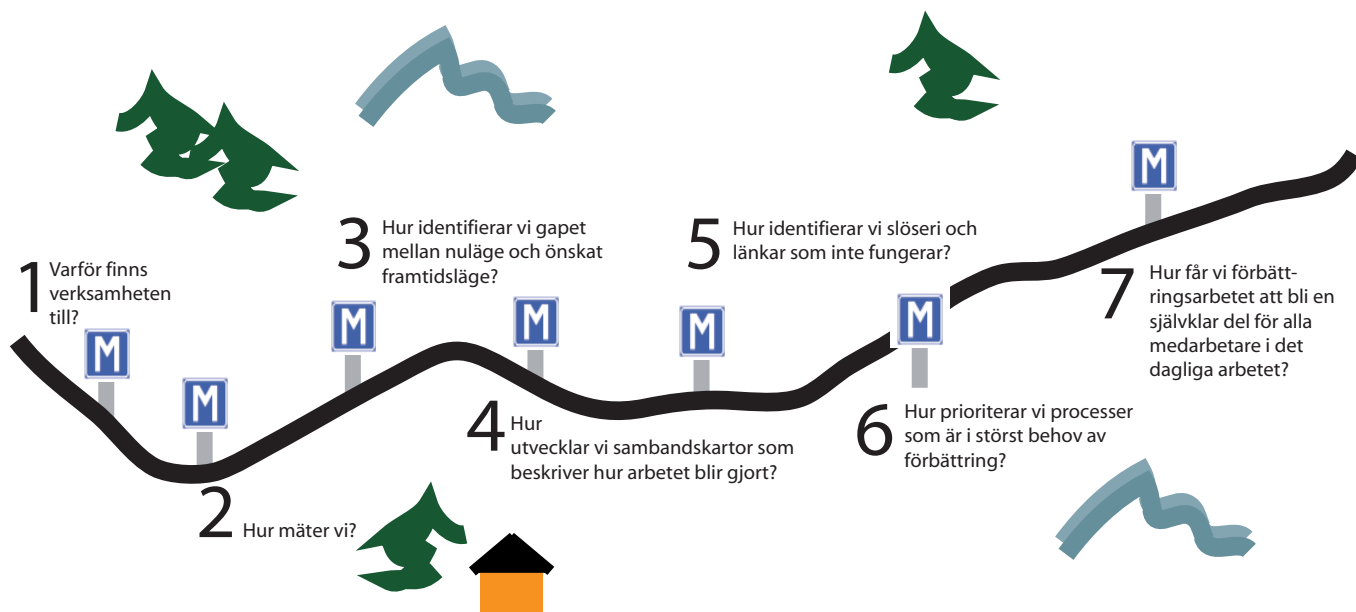 1
Varför finns
verksamheten
till?
M
2
Hur mäter vi?
M
3
Hur identifierar vi gapet
mellan nuläge och önskat
framtidsläge?
M
4
Hur
utvecklar vi sambandskartor som
beskriver hur arbetet blir gjort?
M
5
Hur identifierar vi slöseri och
länkar som inte fungerar?
M
6
Hur prioriterar vi processer
som är i störst behov av
förbättring?
M
7
Hur får vi förbätt-
ringsarbetet att bli en
självklar del för alla
medarbetare i det
dagliga arbetet?
M